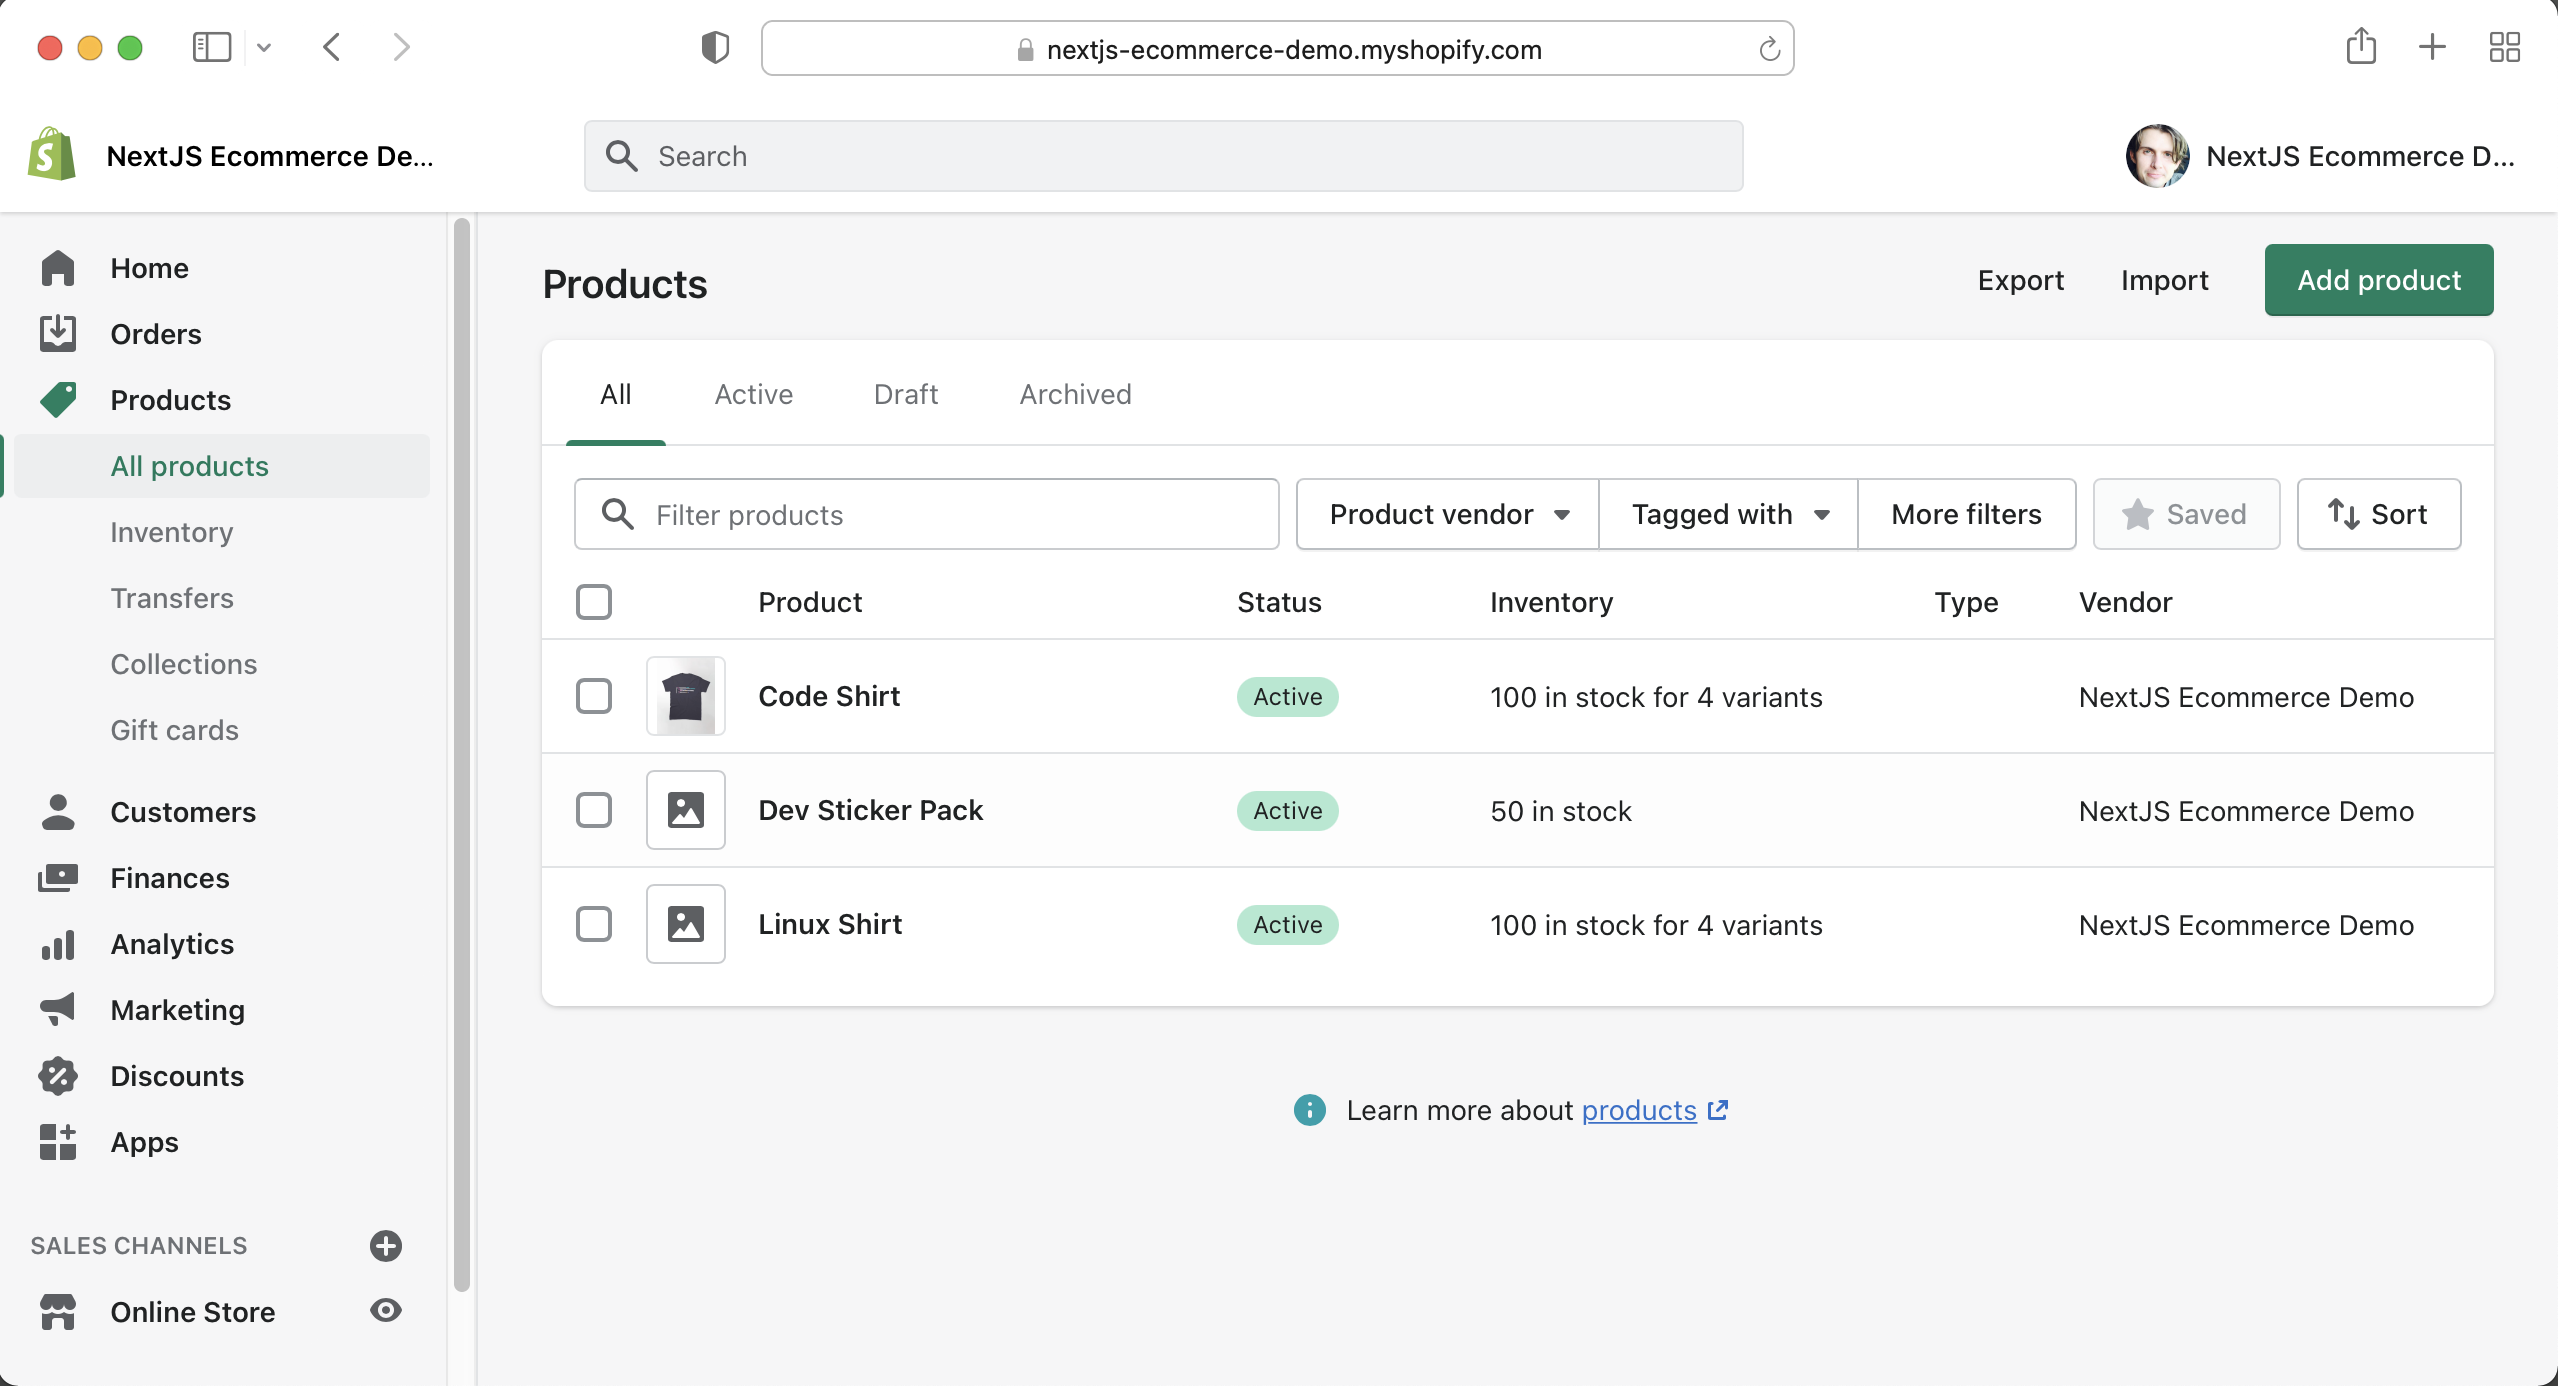 nextjs-ecommerce-demo.myshopify.com
NextJS Ecommerce De...
Search
NextJS Ecommerce D...
Home
Orders
Products
All products
Inventory
Transfers
Collections
Gift cards
Customers
Finances
Analytics
Marketing
Discounts
Apps
SALES CHANNELS
Online Store
Products
Export Import Add product
All Active Draft Archived
Filter products Product vendor Tagged with More filters Saved Sort
Product Status Inventory Type Vendor
Code Shirt Active 100 in stock for 4 variants NextJS Ecommerce Demo
Dev Sticker Pack Active 50 in stock NextJS Ecommerce Demo
Linux Shirt Active 100 in stock for 4 variants NextJS Ecommerce Demo
Learn more about products